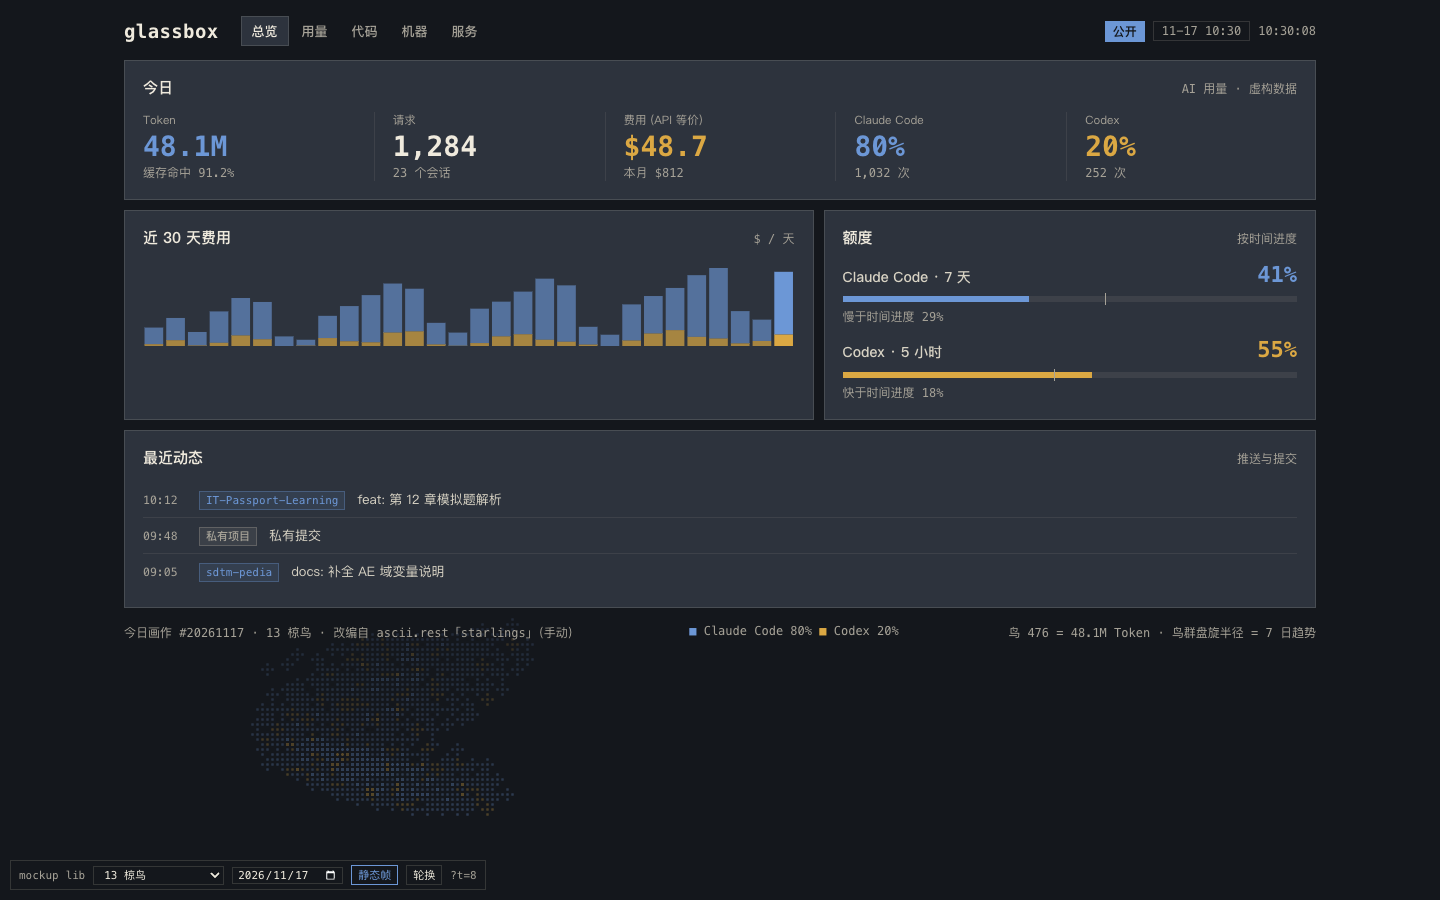 glassbox 总览 用量 代码 机器 服务 公开 11-17 10:30 10:30:08
今日 AI 用量 · 虚构数据
Token 请求 费用 (API 等价) Claude Code Codex
48.1M 1,284 $48.7 80% 20%
缓存命中 91.2% 23 个会话 本月 $812 1,032 次 252 次
近 30 天费用 $ / 天
额度 按时间进度
Claude Code · 7 天 41%
慢于时间进度 29%
Codex · 5 小时 55%
快于时间进度 18%
最近动态 推送与提交
10:12 IT-Passport-Learning feat: 第 12 章模拟题解析
09:48 私有项目 私有提交
09:05 sdtm-pedia docs: 补全 AE 域变量说明
今日画作 #20261117 · 13 椋鸟 · 改编自 ascii.rest「starlings」(手动) Claude Code 80% Codex 20% 鸟 476 = 48.1M Token · 鸟群盘旋半径 = 7 日趋势
mockup lib 13 椋鸟 2026/11/17 静态帧 轮换 ?t=8